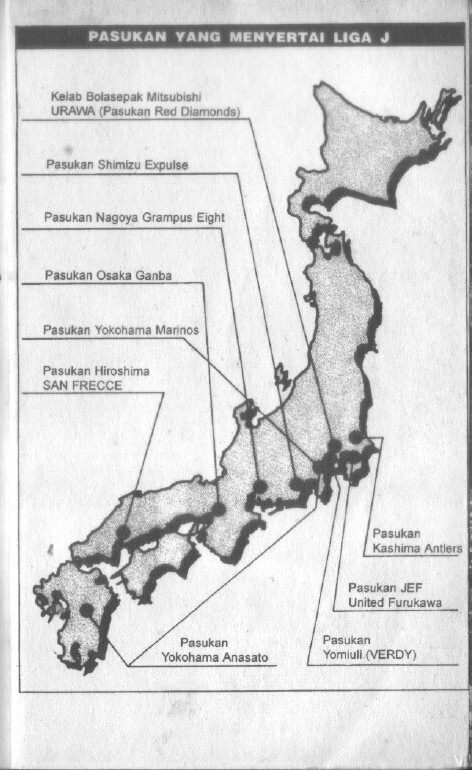 PASUKAN YANG MENYERTAI LIGA J
Kelab Bolasepak Mitsubishi
URAWA (Pasukan Red Diamonds)
Pasukan Shimizu Expulse
Pasukan Nagoya Grampus Eight
Pasukan Osaka Ganba
Pasukan Yokohama Marinos
Pasukan Hiroshima
SAN FRECCE
Pasukan
Kashima Antlers
Pasukan JEF
United Furukawa
Pasukan
Yomiuli (VERDY)
Pasukan
Yokohama Anasato